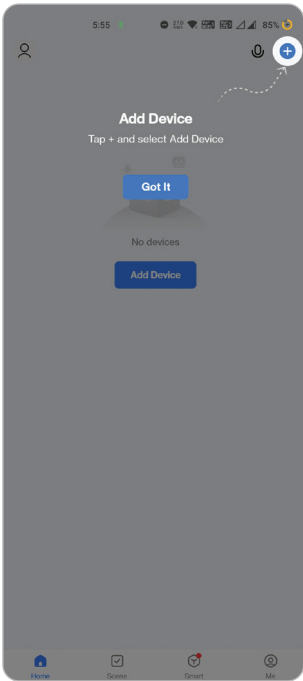 5:55
85%
Add Device
Tap + and select Add Device
Got It
No devices
Add Device
Home
Scene
Smart
Me